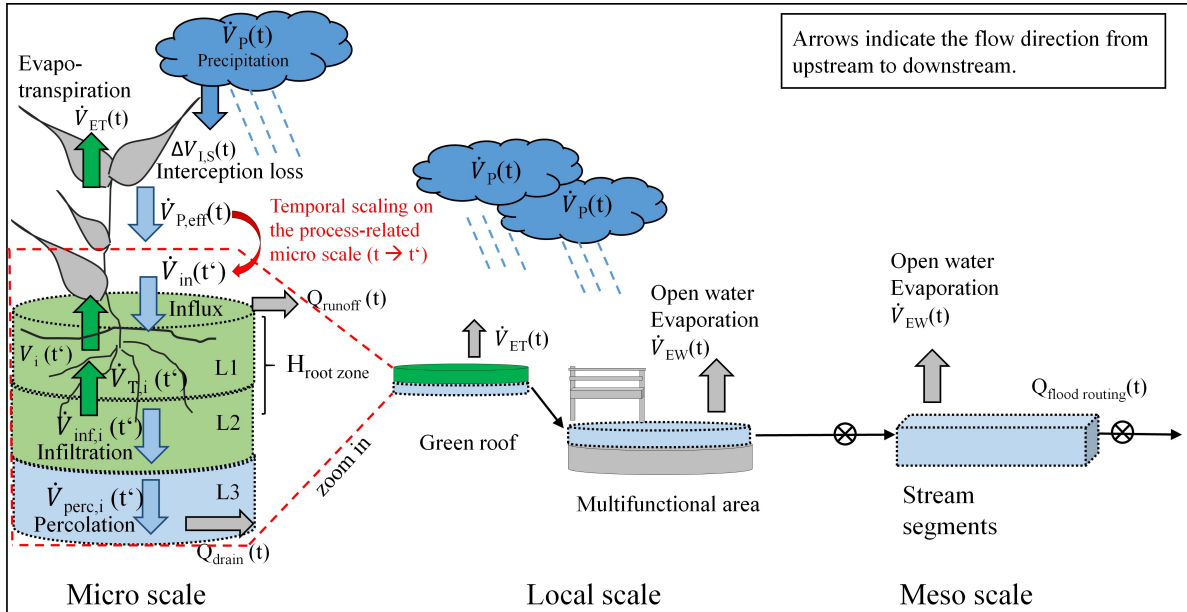 V̇P(t)
Precipitation
Arrows indicate the flow direction from
upstream to downstream.
Evapo-
transpiration
V̇ET(t)
ΔVI,S(t)
Interception loss
V̇P,eff(t)
Temporal scaling on
the process-related
micro scale (t → t‘)
V̇in(t‘)
Influx
Qrunoff (t)
Vi (t‘)
V̇T,i (t‘)
L1
Hroot zone
V̇inf,i (t‘)
Infiltration
L2
V̇perc,i (t‘)
Percolation
L3
Qdrain (t)
zoom in
V̇P(t)
V̇P(t)
V̇ET(t)
Green roof
Open water
Evaporation
V̇EW(t)
Multifunctional area
Open water
Evaporation
V̇EW(t)
Qflood routing(t)
Stream
segments
Micro scale
Local scale
Meso scale